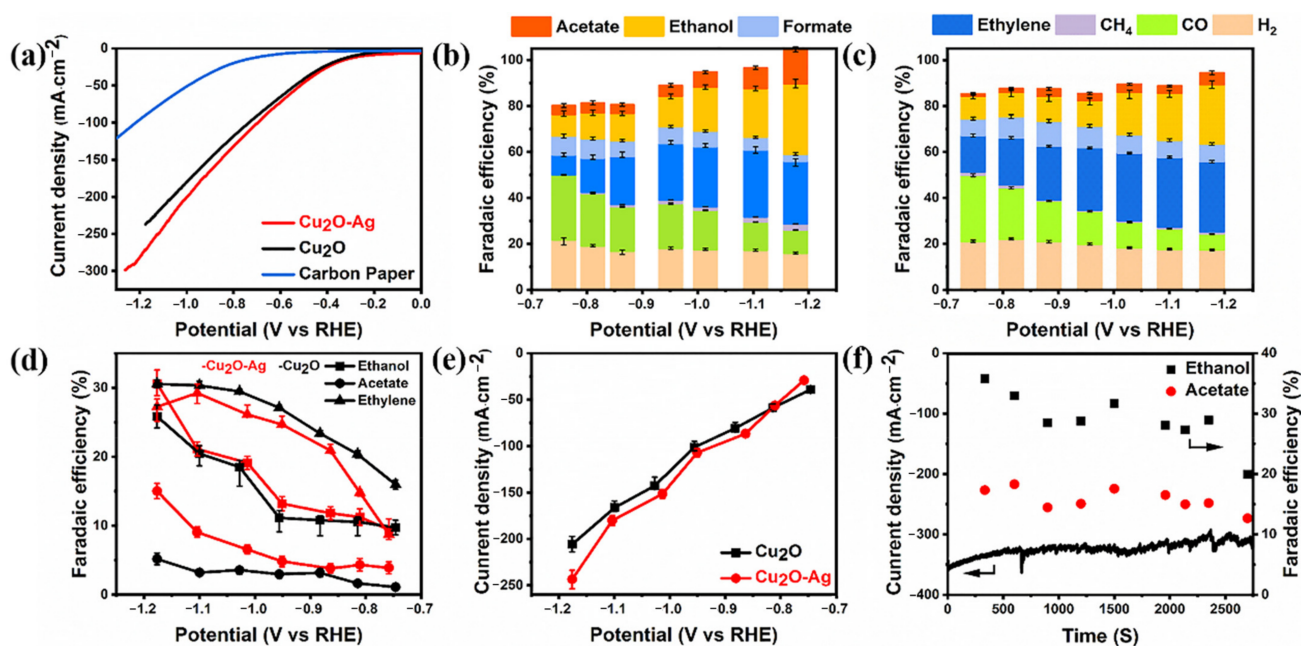 Acetate Ethanol Formate
Ethylene CH₄ CO H₂
(a)
0
−50
−100
−150
−200
−250
−300
Cunrent density (mA·cm⁻²)
Cu₂O-Ag
Cu₂O
Carbon Paper
−1.2 −1.0 −0.8 −0.6 −0.4 −0.2 0.0
Potential (V vs RHE)
(b)
100
80
60
40
20
0
Faradaic efficiency (%)
−0.7 −0.8 −0.9 −1.0 −1.1 −1.2
Potential (V vs RHE)
(c)
100
80
60
40
20
0
Faradaic efficiency (%)
−0.7 −0.8 −0.9 −1.0 −1.1 −1.2
Potential (V vs RHE)
(d)
30
20
10
0
Faradaic efficiency (%)
-Cu₂O-Ag -Cu₂O Ethanol
Acetate
Ethylene
−1.2 −1.1 −1.0 −0.9 −0.8 −0.7
Potential (V vs RHE)
(e)
0
−50
−100
−150
−200
−250
Cunrent density (mA·cm⁻²)
Cu₂O
Cu₂O-Ag
−1.2 −1.1 −1.0 −0.9 −0.8 −0.7
Potential (V vs RHE)
(f)
0
−100
−200
−300
−400
Cunrent density (mA·cm⁻²)
Ethanol
Acetate
40
30
20
10
0
Faradaic efficiency (%)
0 500 1000 1500 2000 2500
Time (S)